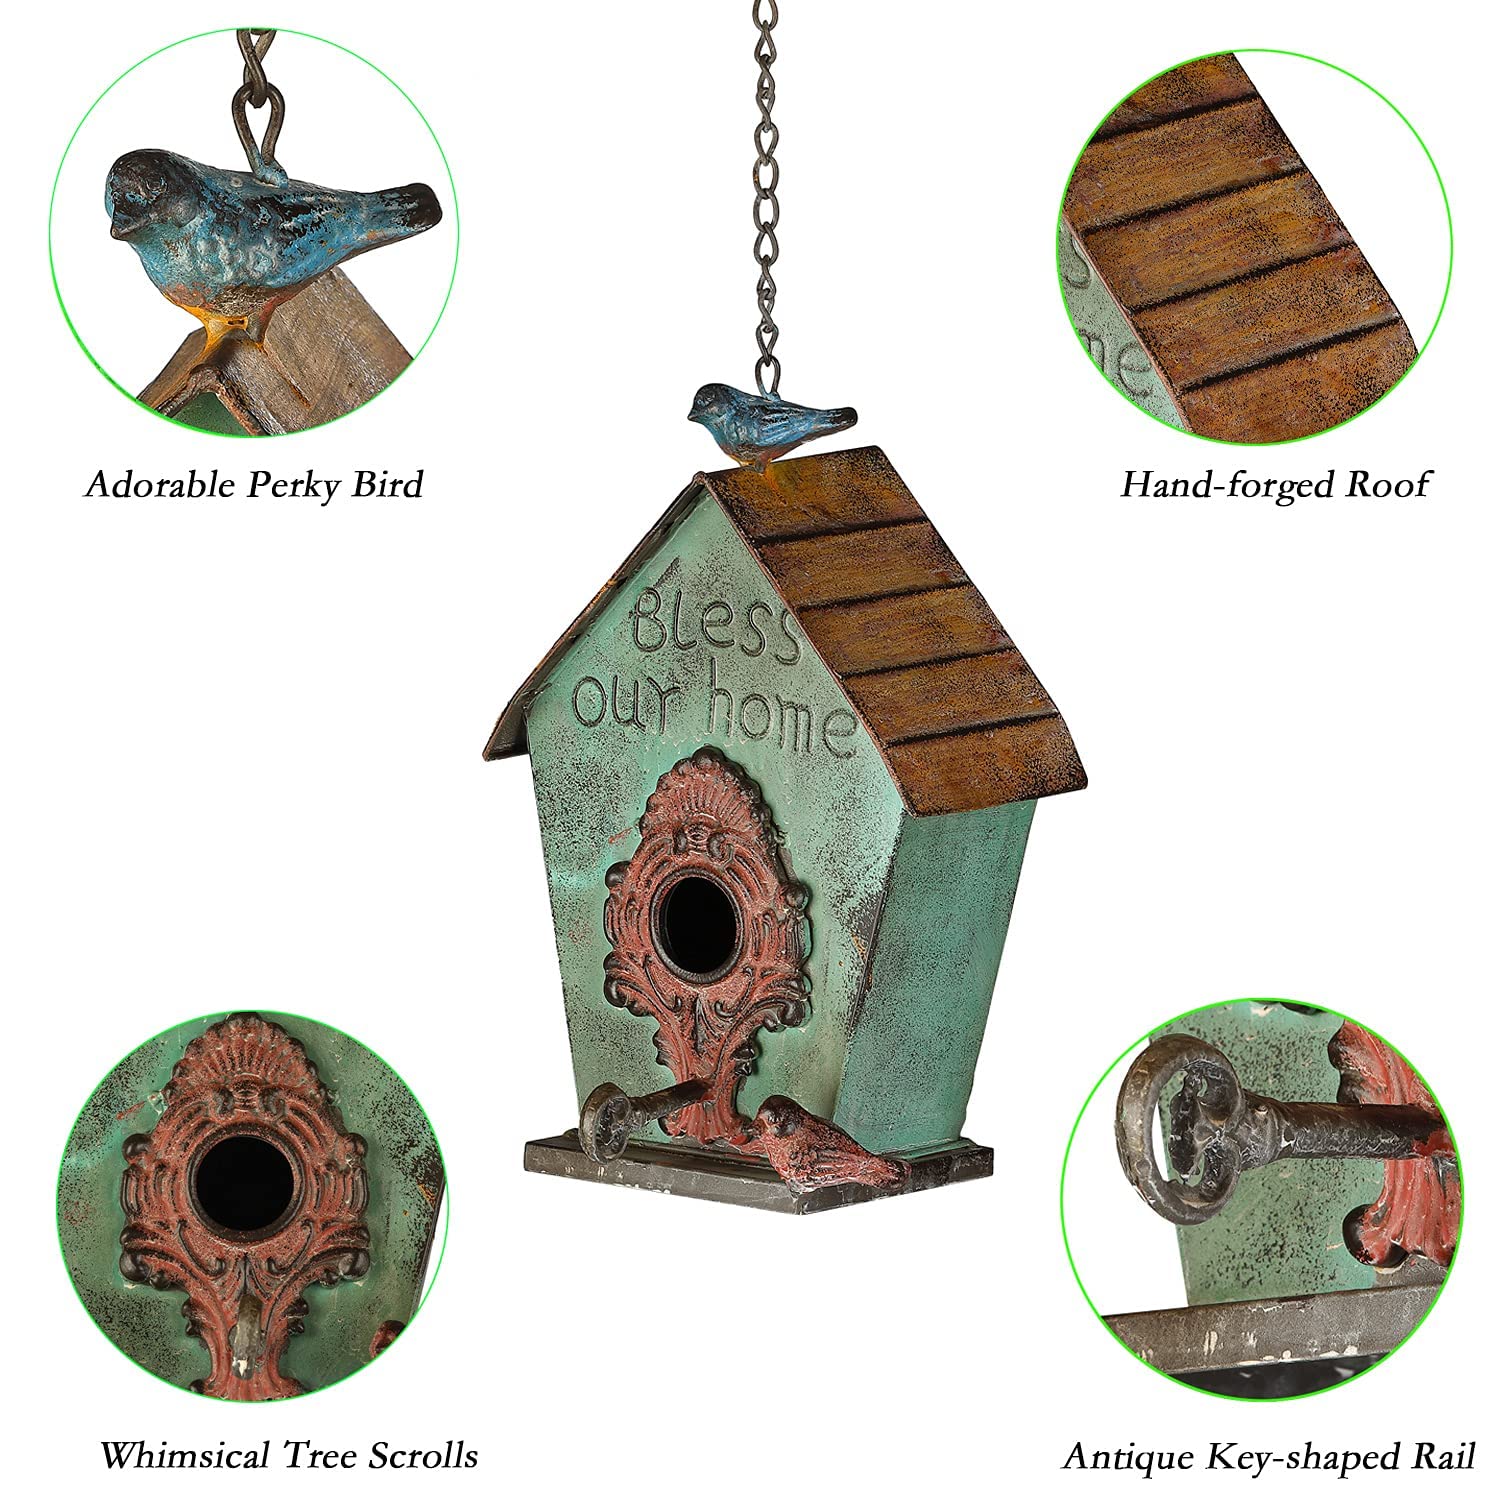 Adorable Perky Bird
Hand-forged Roof
Bless
our home
Whimsical Tree Scrolls
Antique Key-shaped Rail